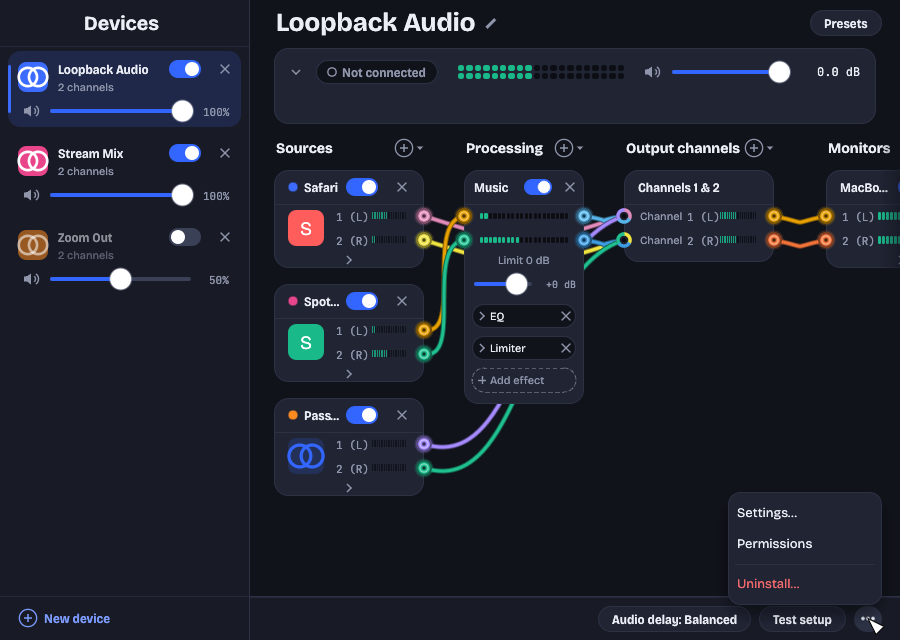 Devices
Loopback Audio
2 channels
100%
Stream Mix
2 channels
100%
Zoom Out
2 channels
50%
New device
Loopback Audio
Presets
Not connected
0.0 dB
Sources
Processing
Output channels
Monitors
Safari
S
1 (L)
2 (R)
Spot...
S
1 (L)
2 (R)
Pass...
1 (L)
2 (R)
Music
Limit 0 dB
+0 dB
EQ
Limiter
Add effect
Channels 1 & 2
Channel 1 (L)
Channel 2 (R)
MacBo...
1 (L)
2 (R)
Settings...
Permissions
Uninstall...
Audio delay: Balanced
Test setup